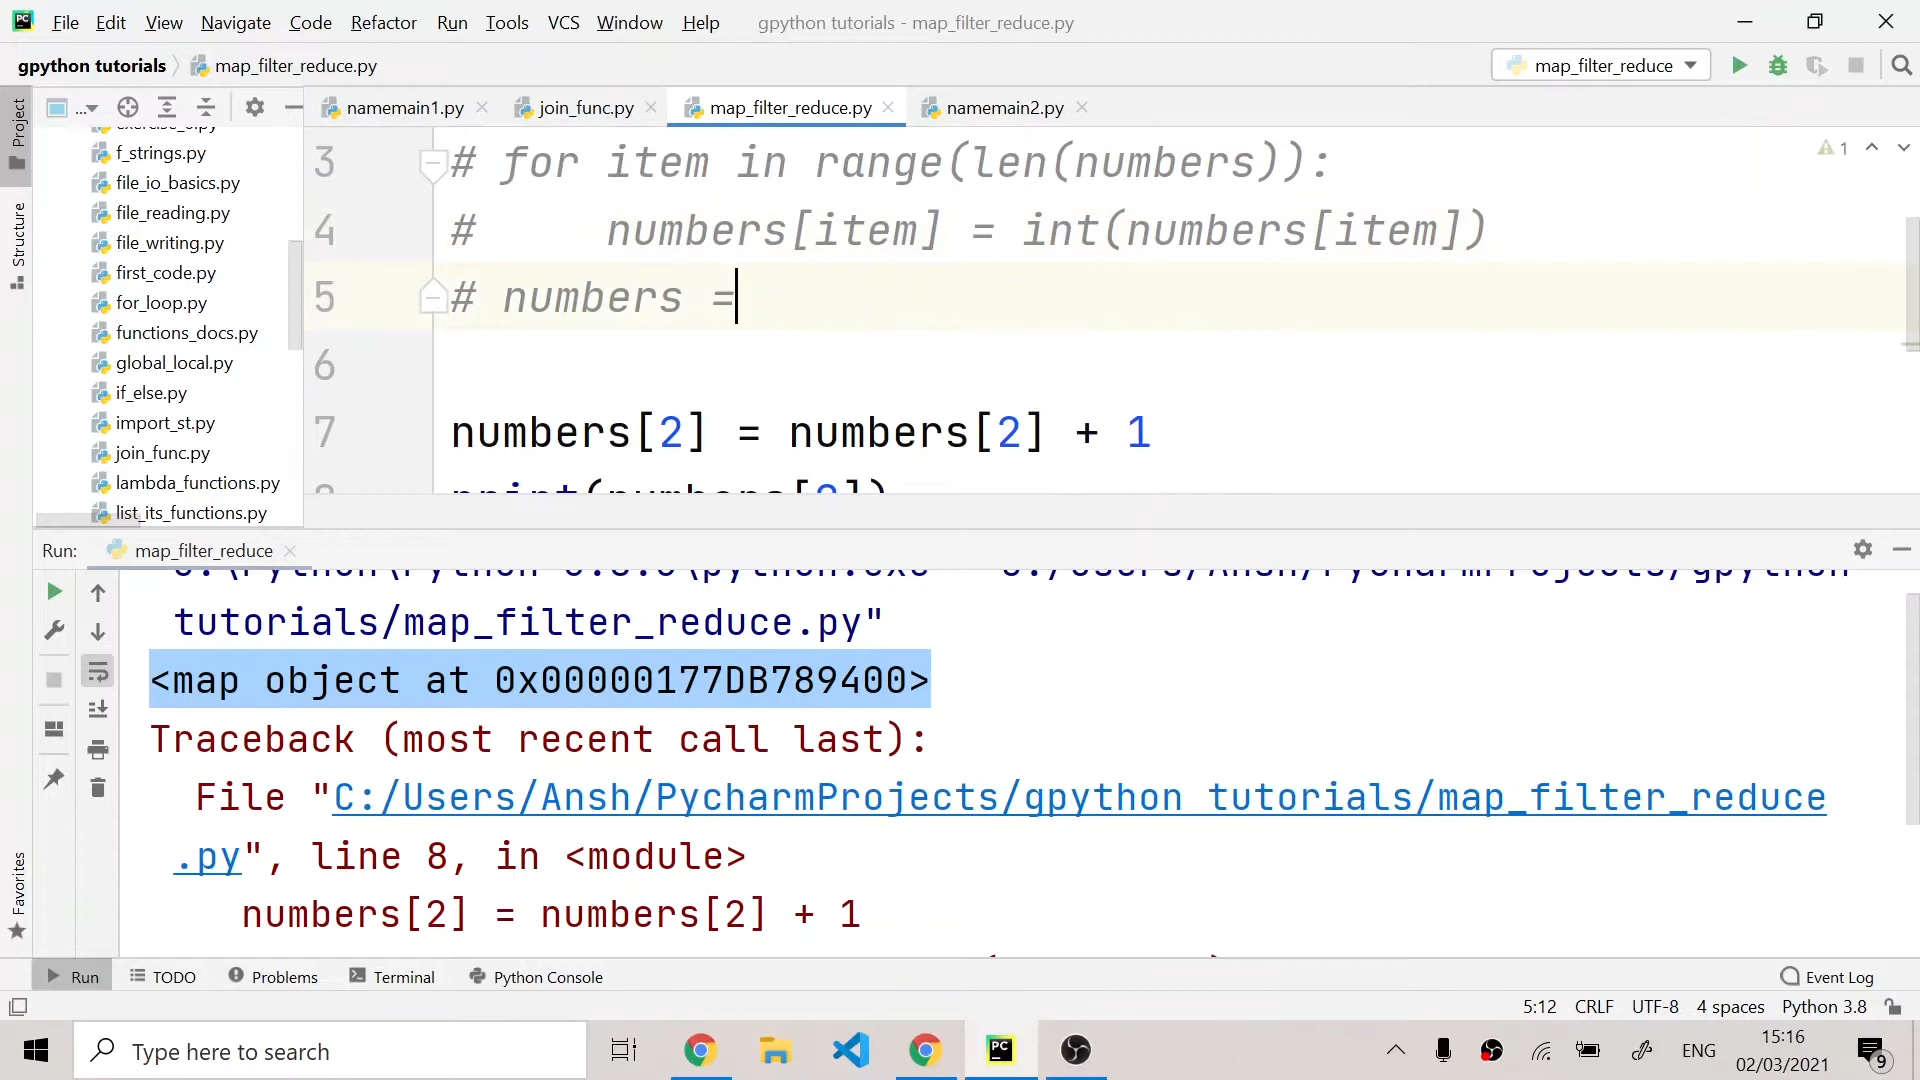 File Edit View Navigate Code Refactor Run Tools VCS Window Help gpython tutorials - map_filter_reduce.py
gpython tutorials map_filter_reduce.py map_filter_reduce
Project
Structure
Favorites
...
namemain1.py join_func.py map_filter_reduce.py namemain2.py
f_strings.py
file_io_basics.py
file_reading.py
file_writing.py
first_code.py
for_loop.py
functions_docs.py
global_local.py
if_else.py
import_st.py
join_func.py
lambda_functions.py
list_its_functions.py
1
3 # for item in range(len(numbers)):
4 #     numbers[item] = int(numbers[item])
5 # numbers =
6
7 numbers[2] = numbers[2] + 1
Run: map_filter_reduce
tutorials/map_filter_reduce.py"
<map object at 0x00000177DB789400>
Traceback (most recent call last):
File "C:/Users/Ansh/PycharmProjects/gpython tutorials/map_filter_reduce
.py", line 8, in <module>
numbers[2] = numbers[2] + 1
Run TODO Problems Terminal Python Console Event Log
5:12 CRLF UTF-8 4 spaces Python 3.8
Type here to search
PC
ENG
15:16
02/03/2021
9